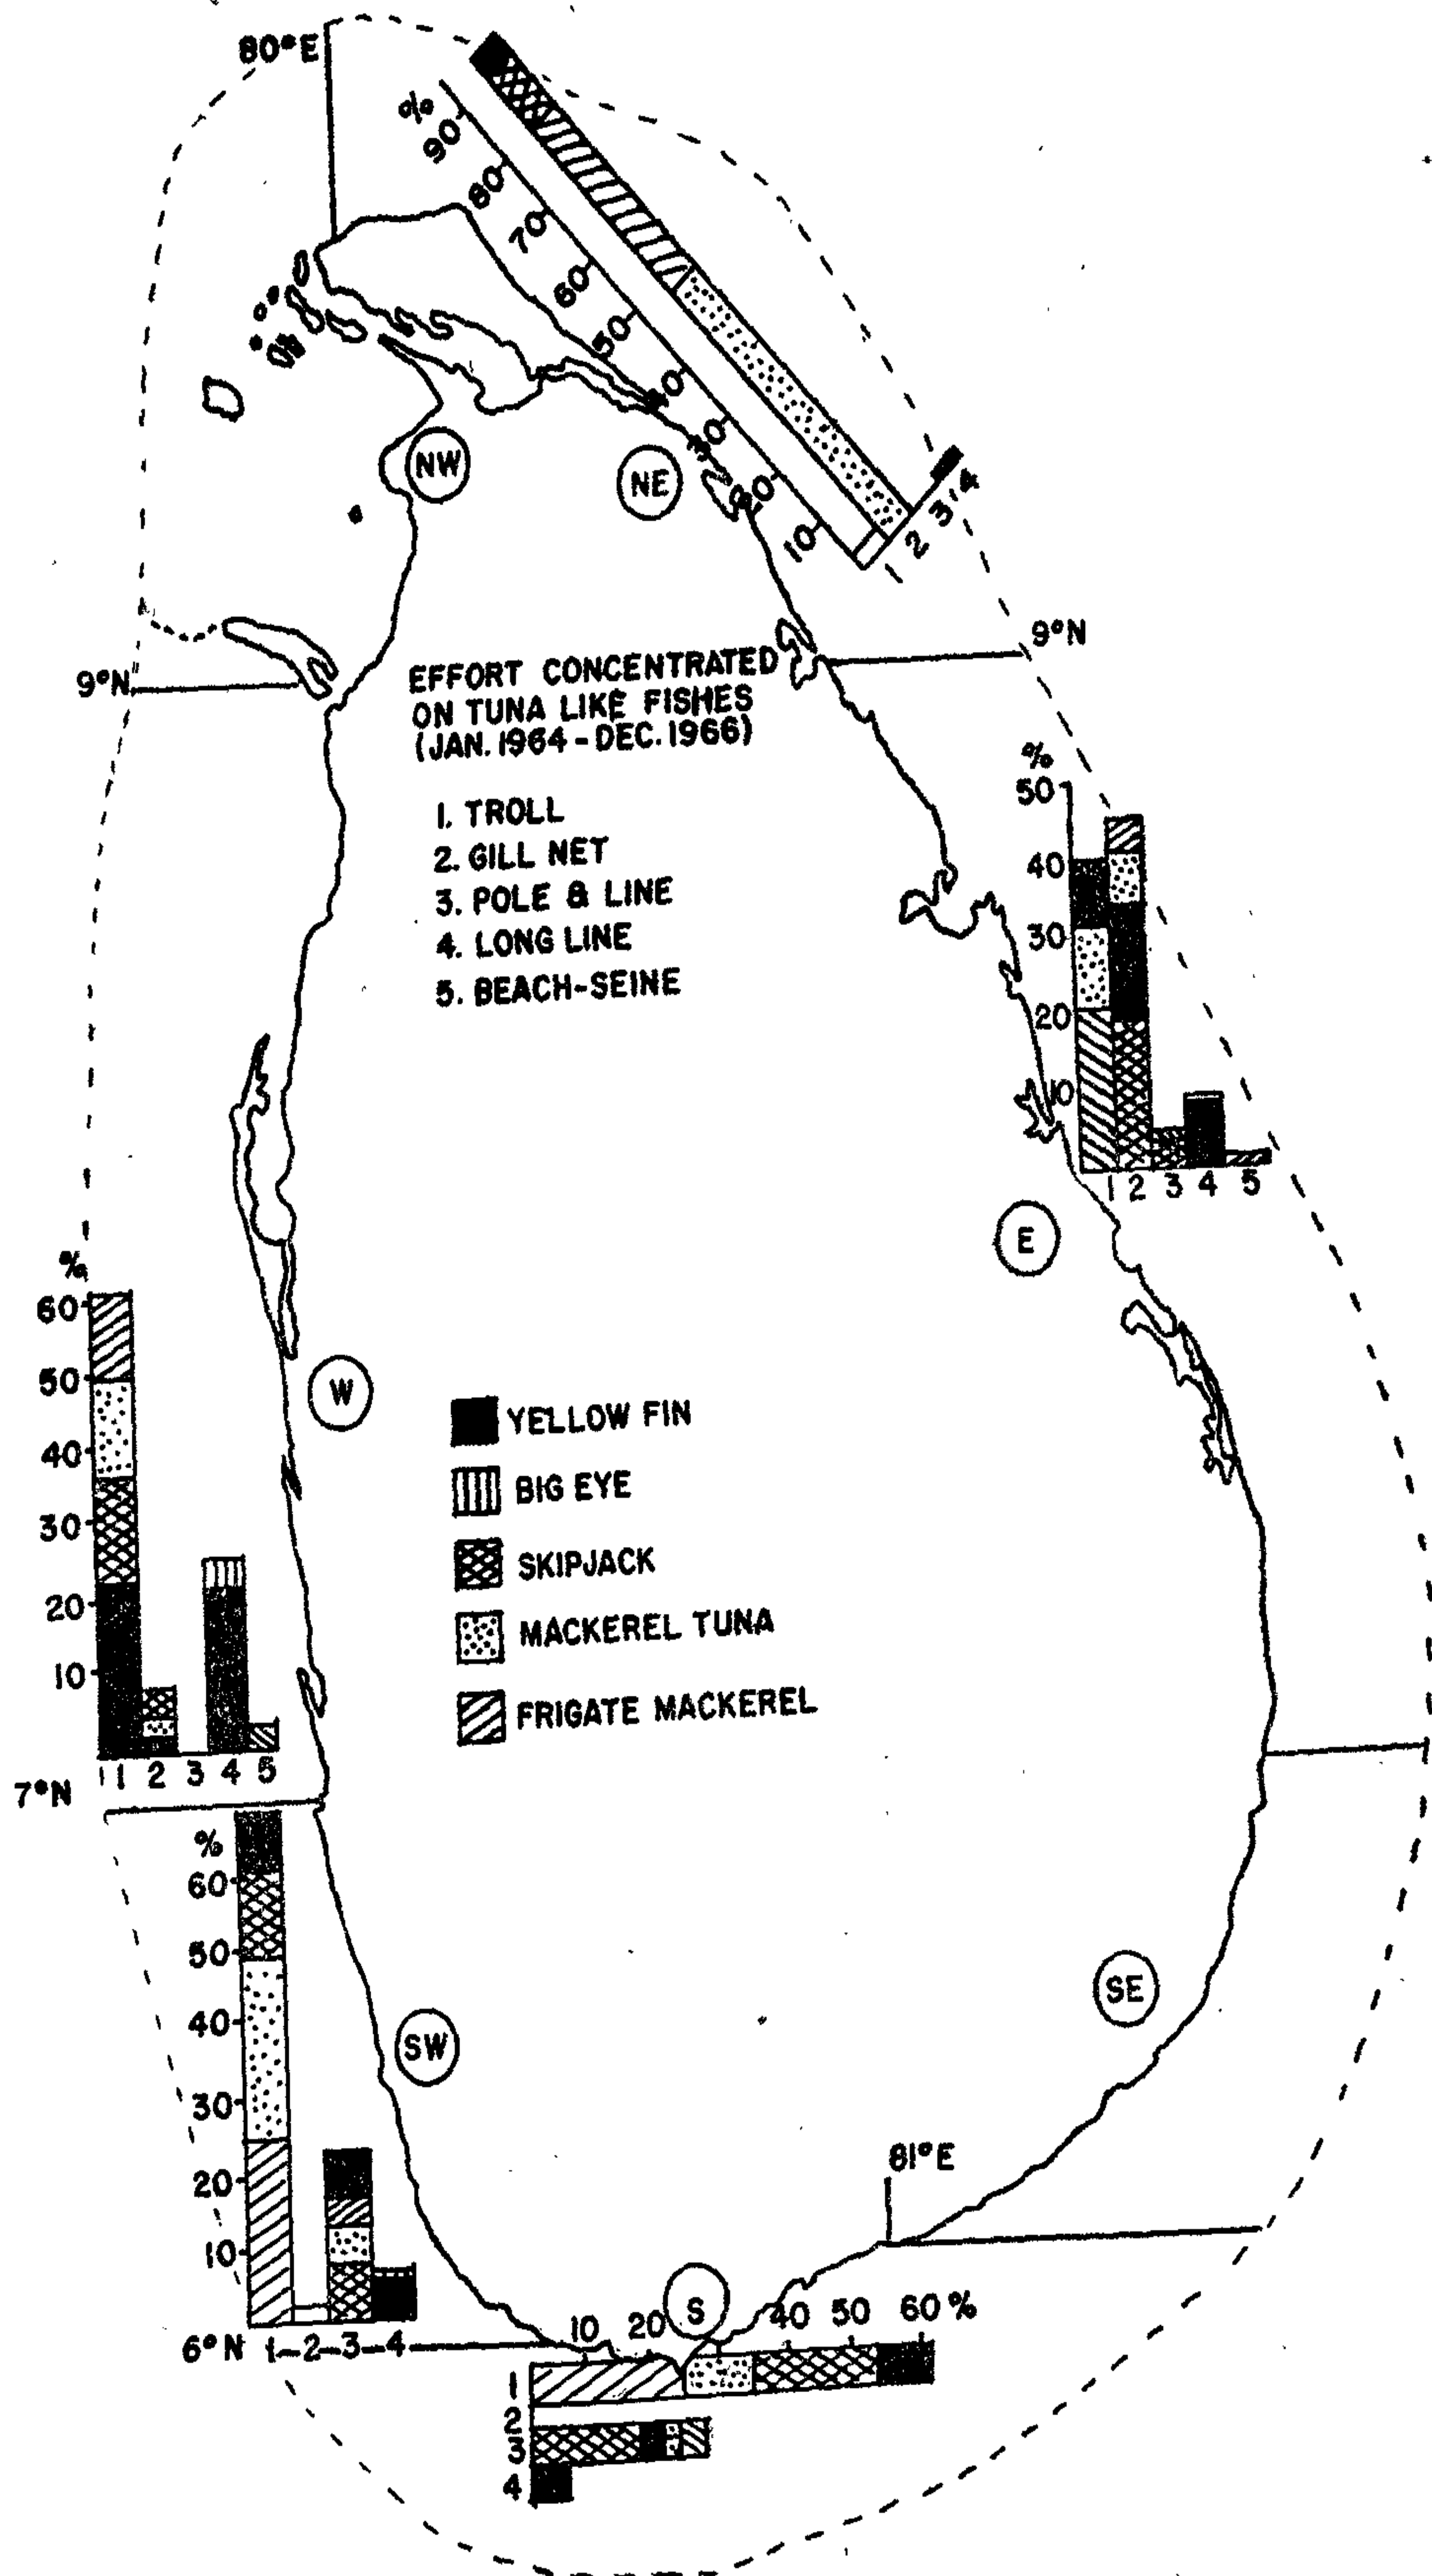 80°E
%
90
80
70
60
50
40
30
20
10
1 2 3 4
NW
NE
9°N
9°N
EFFORT CONCENTRATED
ON TUNA LIKE FISHES
(JAN. 1964 - DEC. 1966)
1. TROLL
2. GILL NET
3. POLE & LINE
4. LONG LINE
5. BEACH-SEINE
%
50
40
30
20
10
1 2 3 4 5
E
%
60
50
40
30
20
10
1 2 3 4 5
W
YELLOW FIN
BIG EYE
SKIPJACK
MACKEREL TUNA
FRIGATE MACKEREL
7°N
%
60
50
40
30
20
10
6°N 1-2-3-4
SW
SE
81°E
S
10 20 40 50 60 %
1
2
3
4